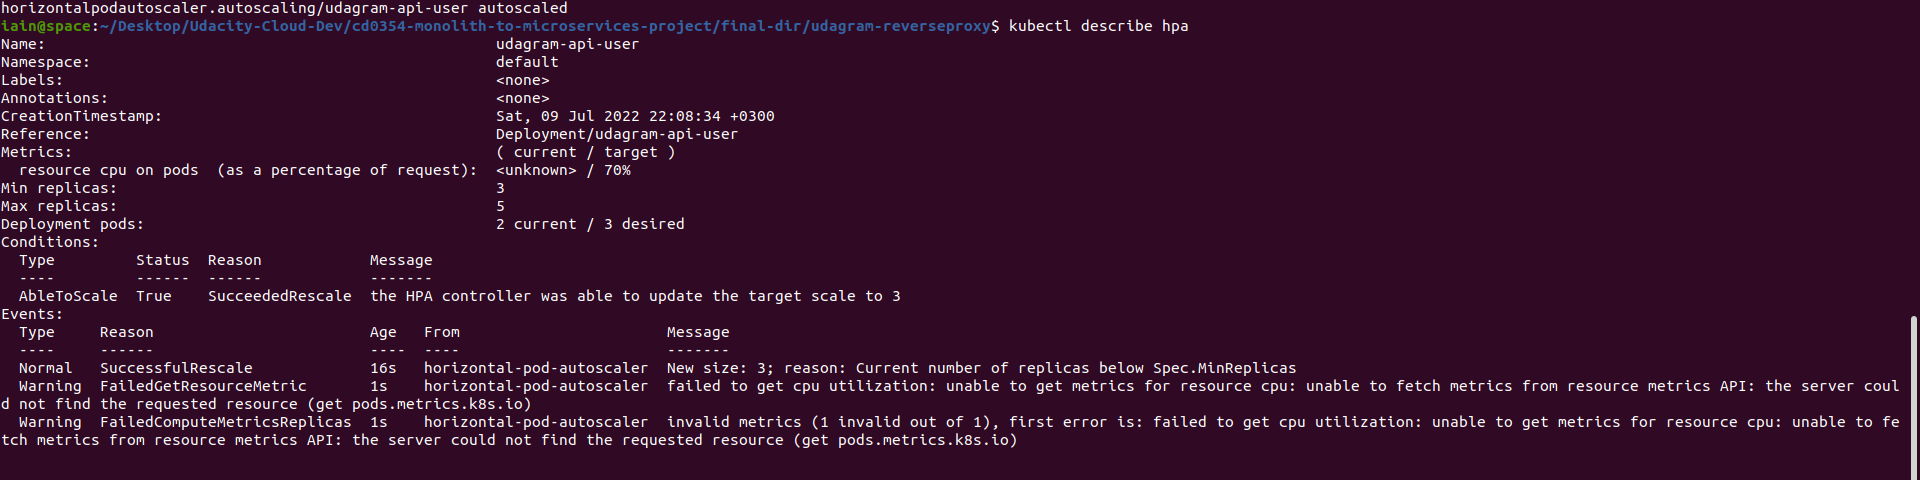 horizontalpodautoscaler.autoscaling/udagram-api-user autoscaled
iain@space:~/Desktop/Udacity-Cloud-Dev/cd0354-monolith-to-microservices-project/final-dir/udagram-reverseproxy$ kubectl describe hpa
Name:                                                  udagram-api-user
Namespace:                                             default
Labels:                                                <none>
Annotations:                                           <none>
CreationTimestamp:                                     Sat, 09 Jul 2022 22:08:34 +0300
Reference:                                             Deployment/udagram-api-user
Metrics:                                               ( current / target )
  resource cpu on pods  (as a percentage of request):  <unknown> / 70%
Min replicas:                                          3
Max replicas:                                          5
Deployment pods:                                       2 current / 3 desired
Conditions:
  Type         Status  Reason            Message
  ----         ------  ------            -------
  AbleToScale  True    SucceededRescale  the HPA controller was able to update the target scale to 3
Events:
  Type     Reason                        Age   From                       Message
  ----     ------                        ----  ----                       -------
  Normal   SuccessfulRescale             16s   horizontal-pod-autoscaler  New size: 3; reason: Current number of replicas below Spec.MinReplicas
  Warning  FailedGetResourceMetric       1s    horizontal-pod-autoscaler  failed to get cpu utilization: unable to get metrics for resource cpu: unable to fetch metrics from resource metrics API: the server coul
d not find the requested resource (get pods.metrics.k8s.io)
  Warning  FailedComputeMetricsReplicas  1s    horizontal-pod-autoscaler  invalid metrics (1 invalid out of 1), first error is: failed to get cpu utilization: unable to get metrics for resource cpu: unable to fe
tch metrics from resource metrics API: the server could not find the requested resource (get pods.metrics.k8s.io)